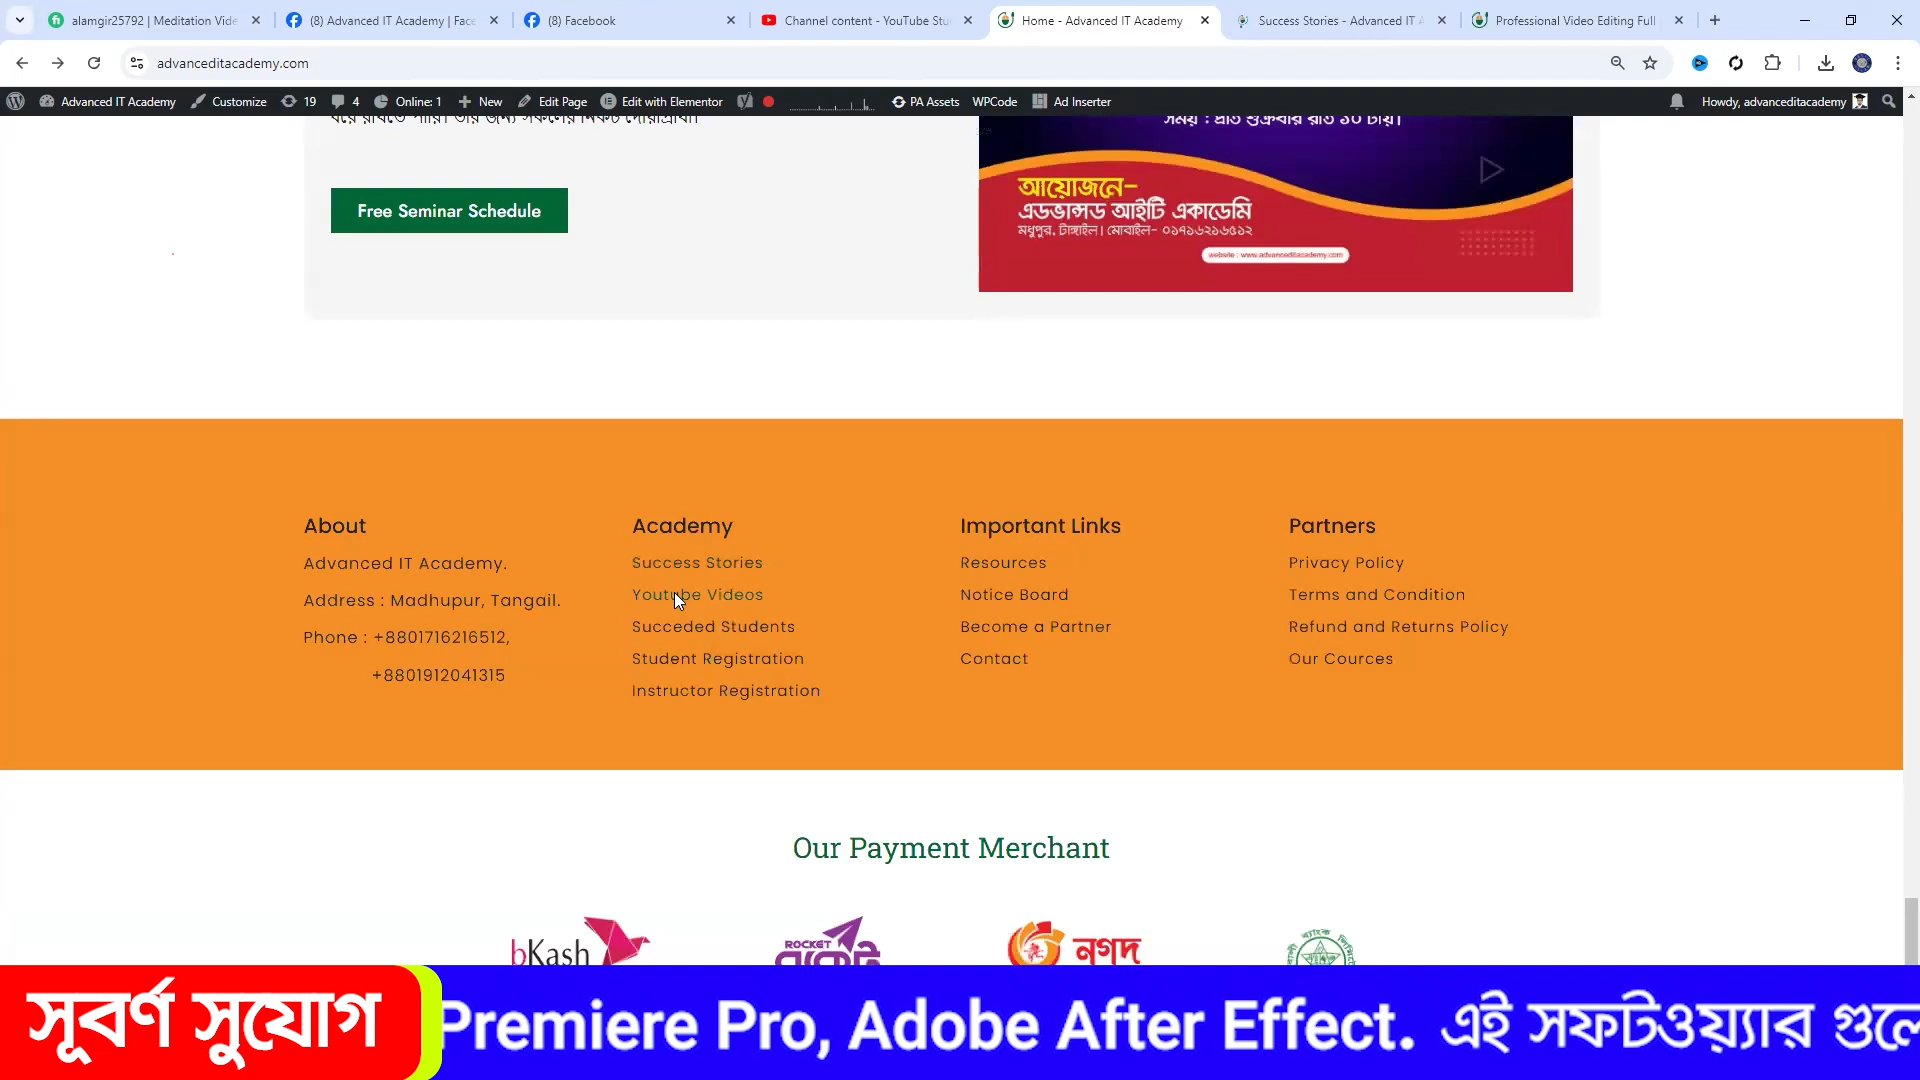 alamgir25792 | Meditation Vide
(8) Advanced IT Academy | Face
(8) Facebook
Channel content - YouTube Stu
Home - Advanced IT Academy
Success Stories - Advanced IT A
Professional Video Editing Full
advanceditacademy.com
Advanced IT Academy
Customize
19
4
Online: 1
New
Edit Page
Edit with Elementor
PA Assets
WPCode
Ad Inserter
Howdy, advanceditacademy
সময় : প্রতি শুক্রবার রাত ১০ টায়।
Free Seminar Schedule
আয়োজনে-
এডভান্সড আইটি একাডেমি
মধুপুর, টাঙ্গাইল। মোবাইল- ০১৭১৬২১৬৫১২
website : www.advanceditacademy.com
About
Advanced IT Academy.
Address : Madhupur, Tangail.
Phone : +8801716216512,
+8801912041315
Academy
Success Stories
Youtube Videos
Succeded Students
Student Registration
Instructor Registration
Important Links
Resources
Notice Board
Become a Partner
Contact
Partners
Privacy Policy
Terms and Condition
Refund and Returns Policy
Our Cources
Our Payment Merchant
bKash
ROCKET
রকেট
নগদ
সূবর্ণ সুযোগ
Premiere Pro, Adobe After Effect. এই সফটওয়্যার গুলে